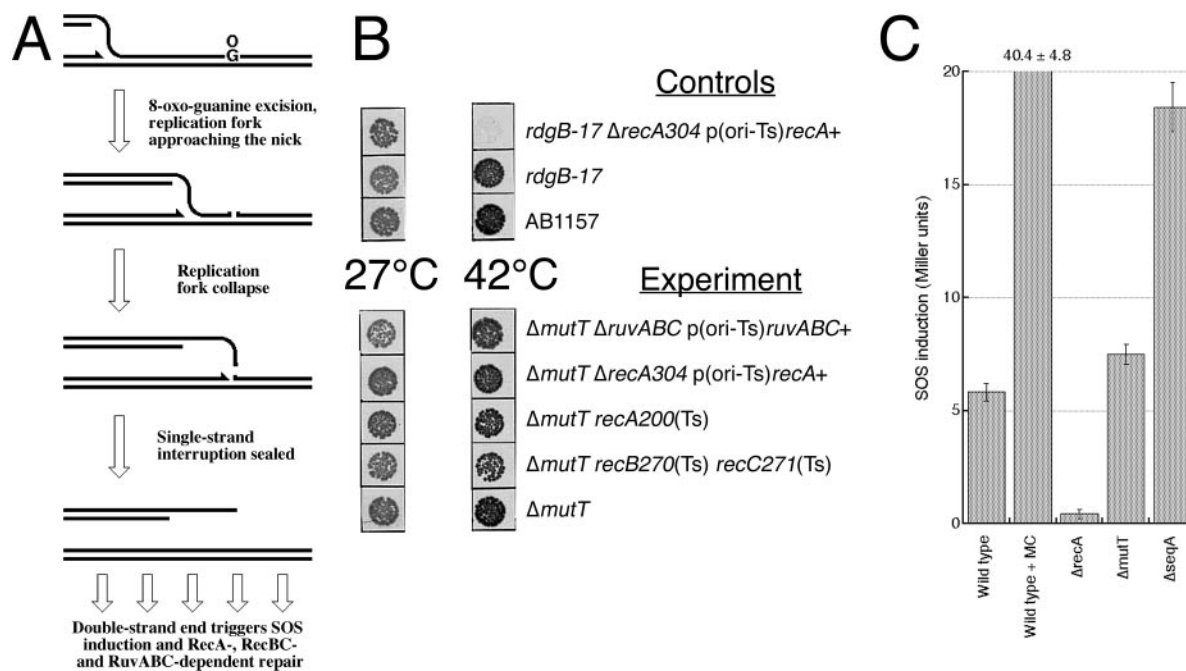 A
O
G
8-oxo-guanine excision,
replication fork
approaching the nick
Replication
fork collapse
Single-strand
interruption sealed
Double-strand end triggers SOS
induction and RecA-, RecBC-
and RuvABC-dependent repair
B
Controls
rdgB-17 ΔrecA304 p(ori-Ts)recA+
rdgB-17
AB1157
27°C 42°C Experiment
ΔmutT ΔruvABC p(ori-Ts)ruvABC+
ΔmutT ΔrecA304 p(ori-Ts)recA+
ΔmutT recA200(Ts)
ΔmutT recB270(Ts) recC271(Ts)
ΔmutT
C
40.4 ± 4.8
20
15
10
5
0
SOS induction (Miller units)
Wild type
Wild type + MC
ΔrecA
ΔmutT
ΔseqA